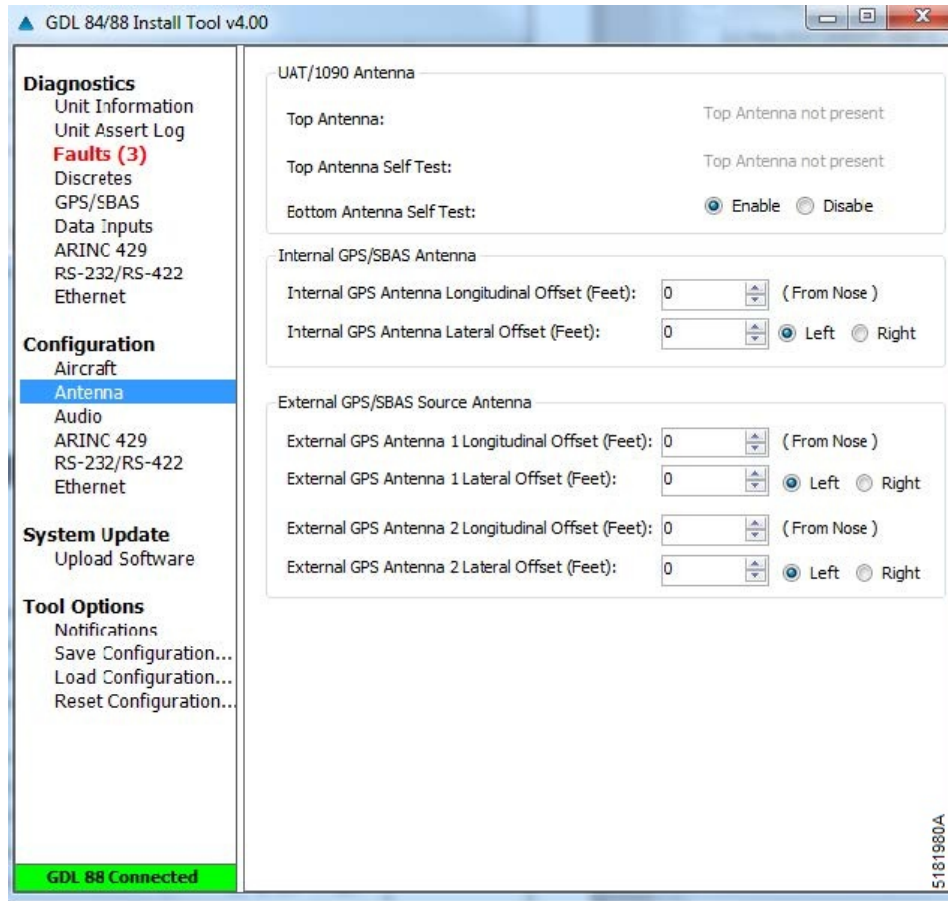 GDL 84/88 Install Tool v4.00
Diagnostics
Unit Information
Unit Assert Log
Faults (3)
Discretes
GPS/SBAS
Data Inputs
ARINC 429
RS-232/RS-422
Ethernet
Configuration
Aircraft
Antenna
Audio
ARINC 429
RS-232/RS-422
Ethernet
System Update
Upload Software
Tool Options
Notifications
Save Configuration...
Load Configuration...
Reset Configuration...
GDL 88 Connected
UAT/1090 Antenna
Top Antenna: Top Antenna not present
Top Antenna Self Test: Top Antenna not present
Bottom Antenna Self Test: Enable Disable
Internal GPS/SBAS Antenna
Internal GPS Antenna Longitudinal Offset (Feet): 0 (From Nose )
Internal GPS Antenna Lateral Offset (Feet): 0 Left Right
External GPS/SBAS Source Antenna
External GPS Antenna 1 Longitudinal Offset (Feet): 0 (From Nose )
External GPS Antenna 1 Lateral Offset (Feet): 0 Left Right
External GPS Antenna 2 Longitudinal Offset (Feet): 0 (From Nose )
External GPS Antenna 2 Lateral Offset (Feet): 0 Left Right
5181980A